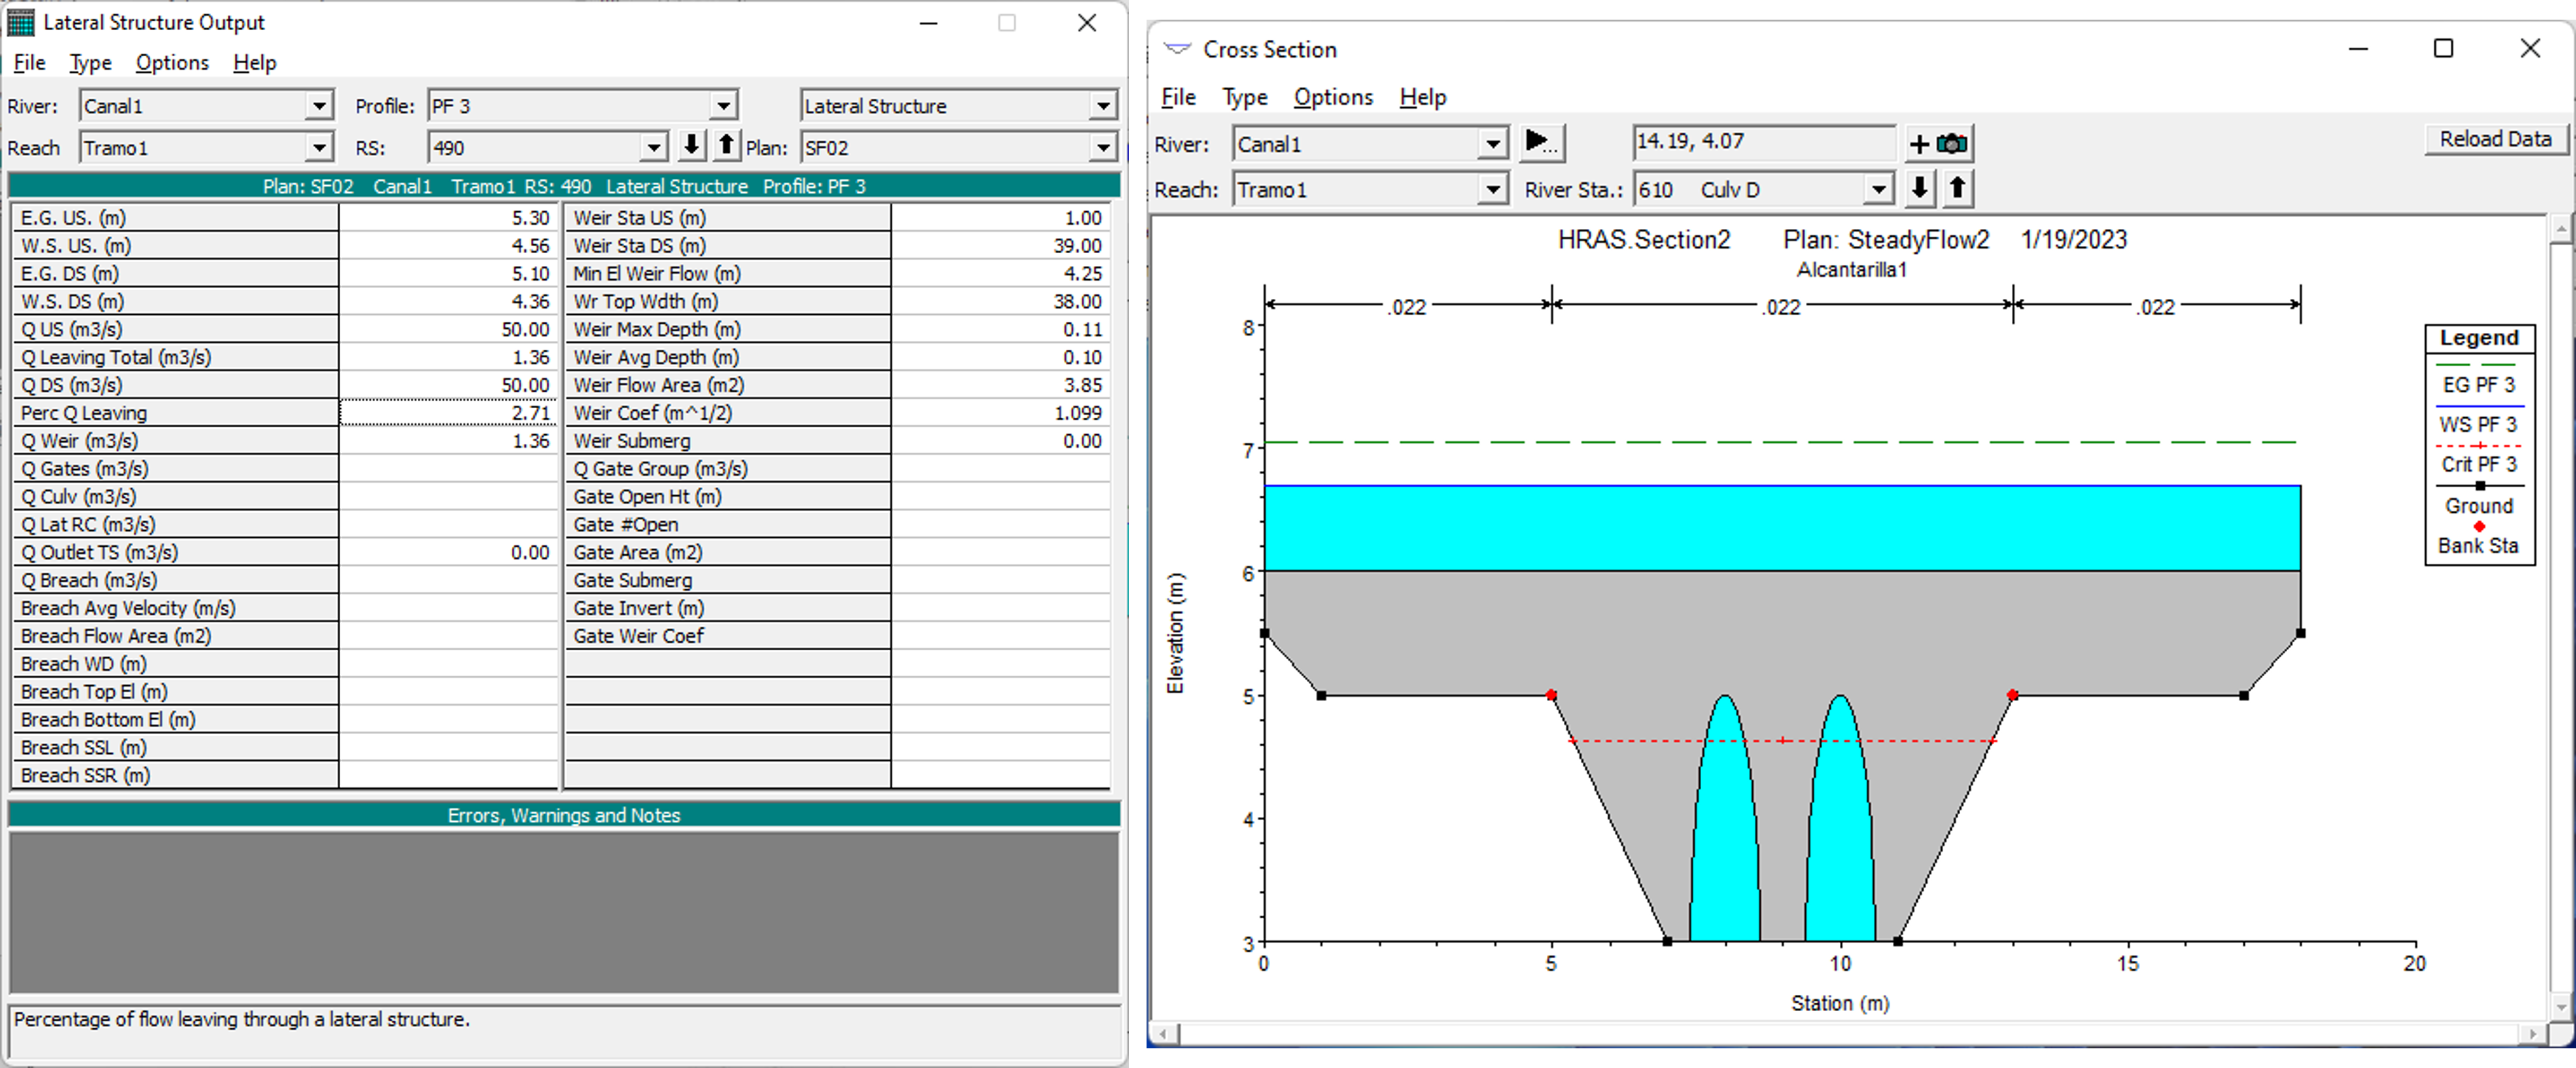 Lateral Structure Output
File Type Options Help
River: Canal1 Profile: PF 3 Lateral Structure
Reach Tramo1 RS: 490 Plan: SF02
Plan: SF02 Canal1 Tramo1 RS: 490 Lateral Structure Profile: PF 3
E.G. US. (m) 5.30 Weir Sta US (m) 1.00
W.S. US. (m) 4.56 Weir Sta DS (m) 39.00
E.G. DS (m) 5.10 Min El Weir Flow (m) 4.25
W.S. DS (m) 4.36 Wr Top Wdth (m) 38.00
Q US (m3/s) 50.00 Weir Max Depth (m) 0.11
Q Leaving Total (m3/s) 1.36 Weir Avg Depth (m) 0.10
Q DS (m3/s) 50.00 Weir Flow Area (m2) 3.85
Perc Q Leaving 2.71 Weir Coef (m^1/2) 1.099
Q Weir (m3/s) 1.36 Weir Submerg 0.00
Q Gates (m3/s) Q Gate Group (m3/s)
Q Culv (m3/s) Gate Open Ht (m)
Q Lat RC (m3/s) Gate #Open
Q Outlet TS (m3/s) 0.00 Gate Area (m2)
Q Breach (m3/s) Gate Submerg
Breach Avg Velocity (m/s) Gate Invert (m)
Breach Flow Area (m2) Gate Weir Coef
Breach WD (m)
Breach Top El (m)
Breach Bottom El (m)
Breach SSL (m)
Breach SSR (m)
Errors, Warnings and Notes
Percentage of flow leaving through a lateral structure.
Cross Section
File Type Options Help
River: Canal1 ... 14.19, 4.07 + Reload Data
Reach: Tramo1 River Sta.: 610 Culv D
HRAS.Section2 Plan: SteadyFlow2 1/19/2023
Alcantarilla1
.022 .022 .022
8
7
6
5
4
3
0 5 10 15 20
Elevation (m)
Station (m)
Legend
EG PF 3
WS PF 3
Crit PF 3
Ground
Bank Sta